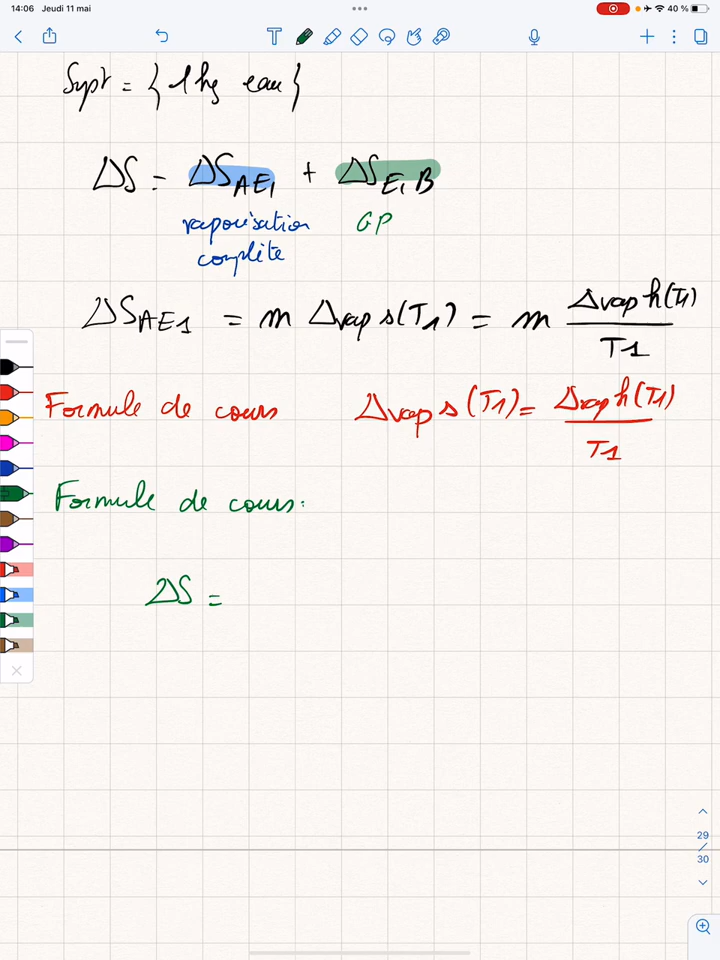 14:06 Jeudi 11 mai
40 %
Syst = { 1 kg eau }
ΔS = ΔS_AE₁ + ΔS_E₁B
vaporisation GP
complète
ΔS_AE1 = m Δvap s(T1) = m Δvap h(T1) / T1
Formule de cours Δvap s(T1) = Δvap h(T1) / T1
Formule de cours:
ΔS =
29
/
30